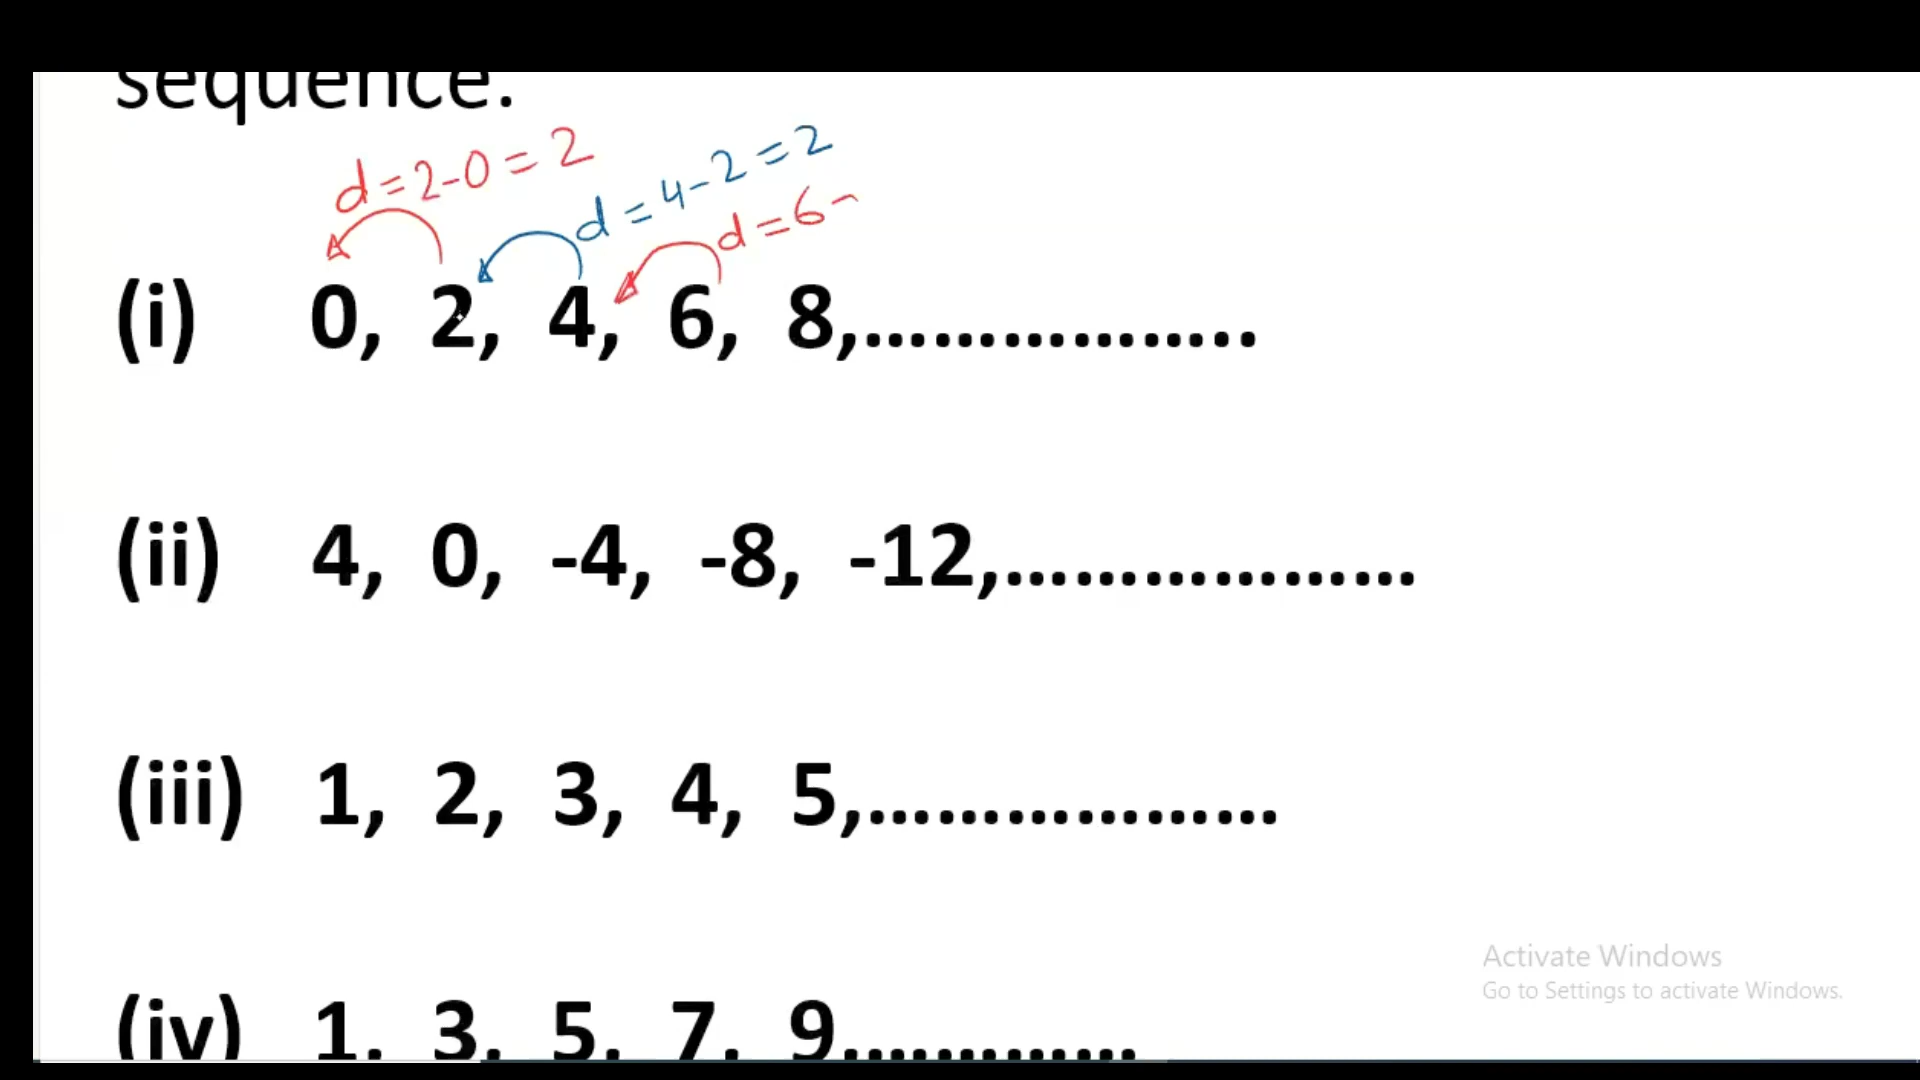 sequence.
d = 2 - 0 = 2
d = 4 - 2 = 2
d = 6 -
(i) 0, 2, 4, 6, 8,………………..
(ii) 4, 0, -4, -8, -12,…………………
(iii) 1, 2, 3, 4, 5,…………………
(iv) 1, 3, 5, 7, 9,…………..
Activate Windows
Go to Settings to activate Windows.